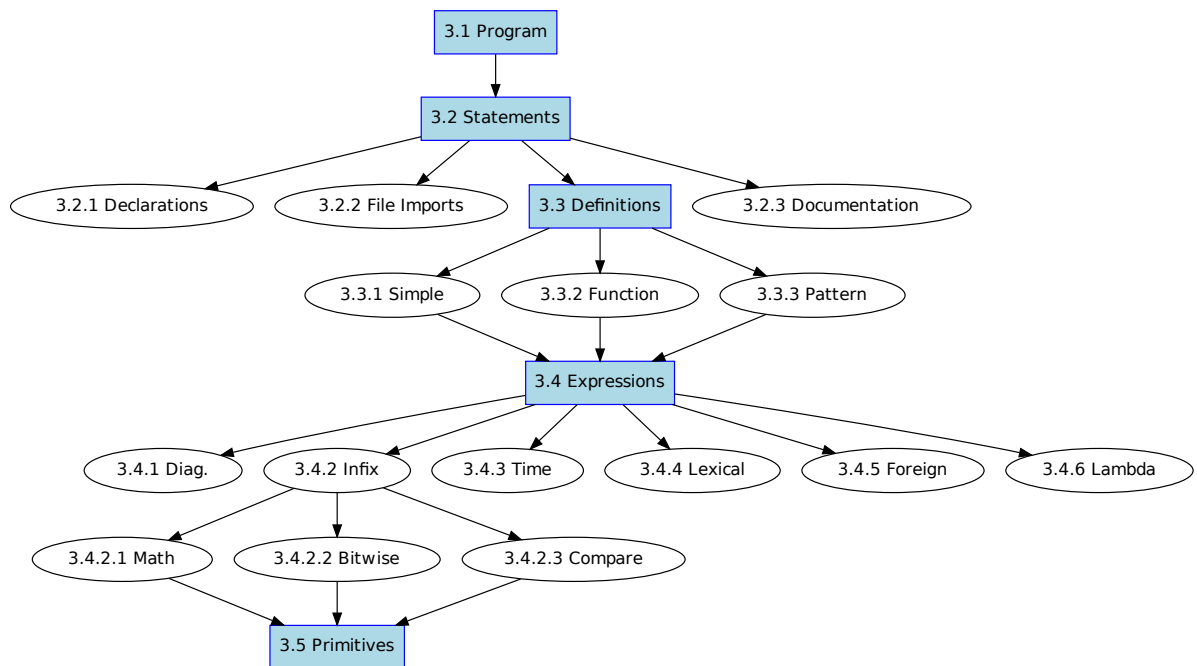 3.1 Program
3.2 Statements
3.2.1 Declarations
3.2.2 File Imports
3.3 Definitions
3.2.3 Documentation
3.3.1 Simple
3.3.2 Function
3.3.3 Pattern
3.4 Expressions
3.4.1 Diag.
3.4.2 Infix
3.4.3 Time
3.4.4 Lexical
3.4.5 Foreign
3.4.6 Lambda
3.4.2.1 Math
3.4.2.2 Bitwise
3.4.2.3 Compare
3.5 Primitives